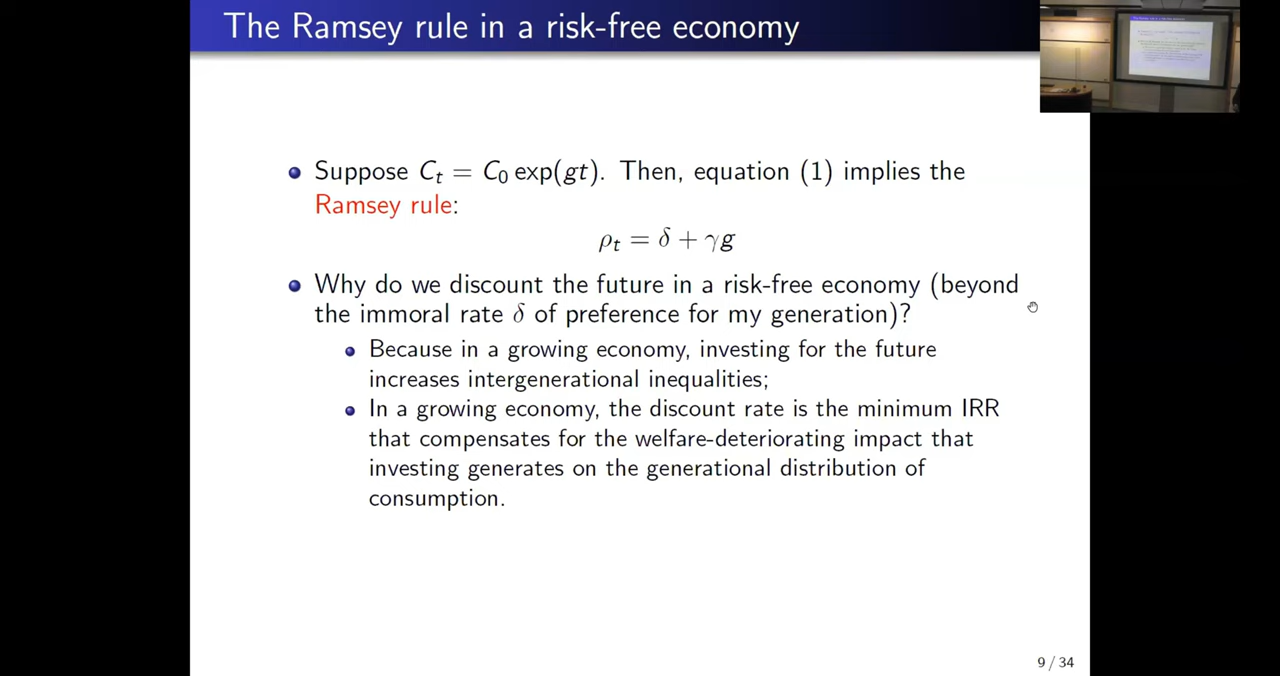 The Ramsey rule in a risk-free economy
• Suppose Cₜ = C₀ exp(gt). Then, equation (1) implies the
Ramsey rule:
ρₜ = δ + γg
• Why do we discount the future in a risk-free economy (beyond
the immoral rate δ of preference for my generation)?
• Because in a growing economy, investing for the future
increases intergenerational inequalities;
• In a growing economy, the discount rate is the minimum IRR
that compensates for the welfare-deteriorating impact that
investing generates on the generational distribution of
consumption.
9 / 34